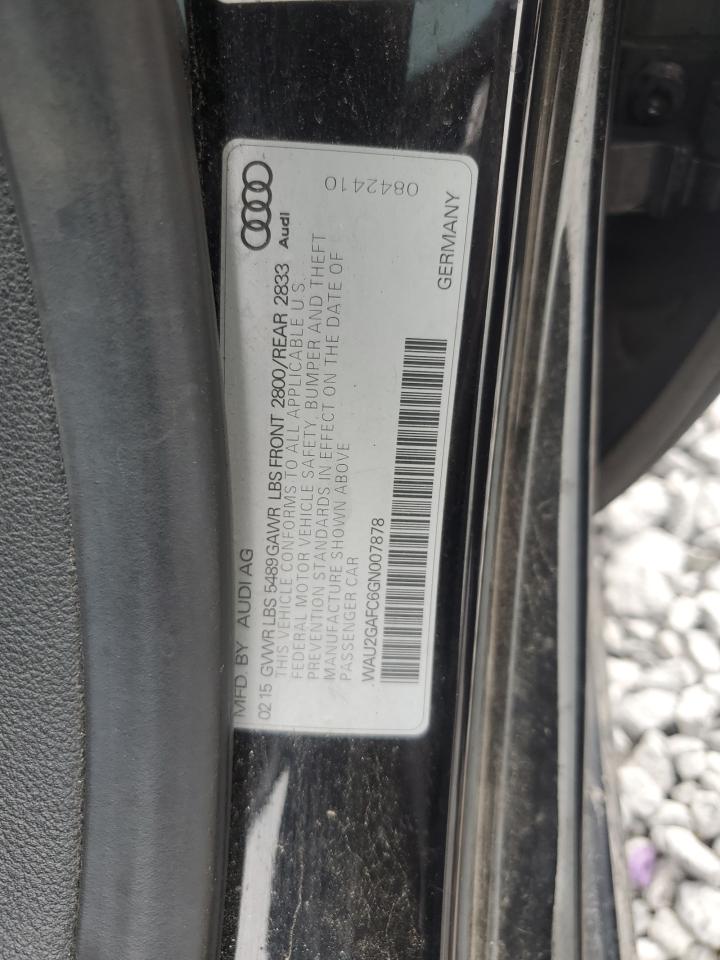 MFD. BY AUDI AG
02 15 GVWR LBS 5489 GAWR LBS FRONT 2800/REAR 2833
THIS VEHICLE CONFORMS TO ALL APPLICABLE U.S.
FEDERAL MOTOR VEHICLE SAFETY, BUMPER AND THEFT
PREVENTION STANDARDS IN EFFECT ON THE DATE OF
MANUFACTURE SHOWN ABOVE
PASSENGER CAR
WAU2GAFC6GN007878
Audi
GERMANY
0842410